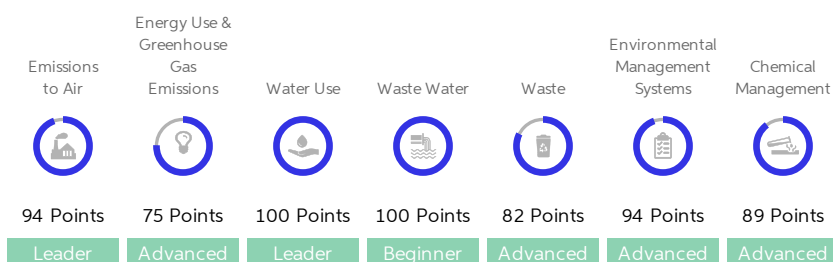 Emissions
to Air
Energy Use &
Greenhouse
Gas
Emissions
Water Use
Waste Water
Waste
Environmental
Management
Systems
Chemical
Management
94 Points
75 Points
100 Points
100 Points
82 Points
94 Points
89 Points
Leader
Advanced
Leader
Beginner
Advanced
Advanced
Advanced